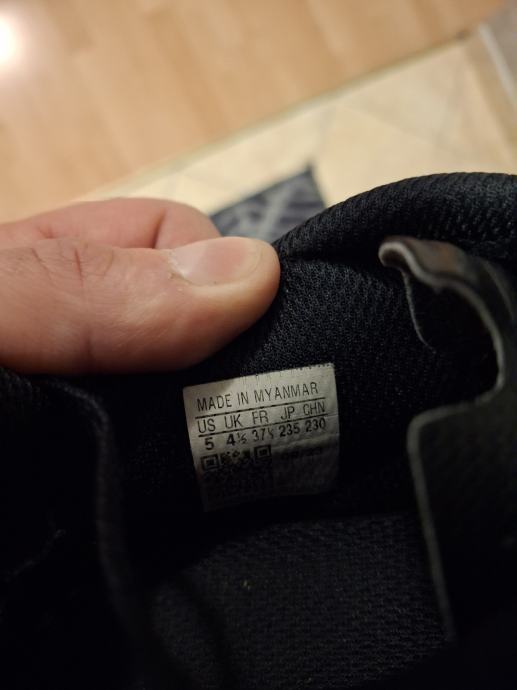 MADE IN MYANMAR
US UK FR JP CHN
5 4½ 37⅓ 235 230